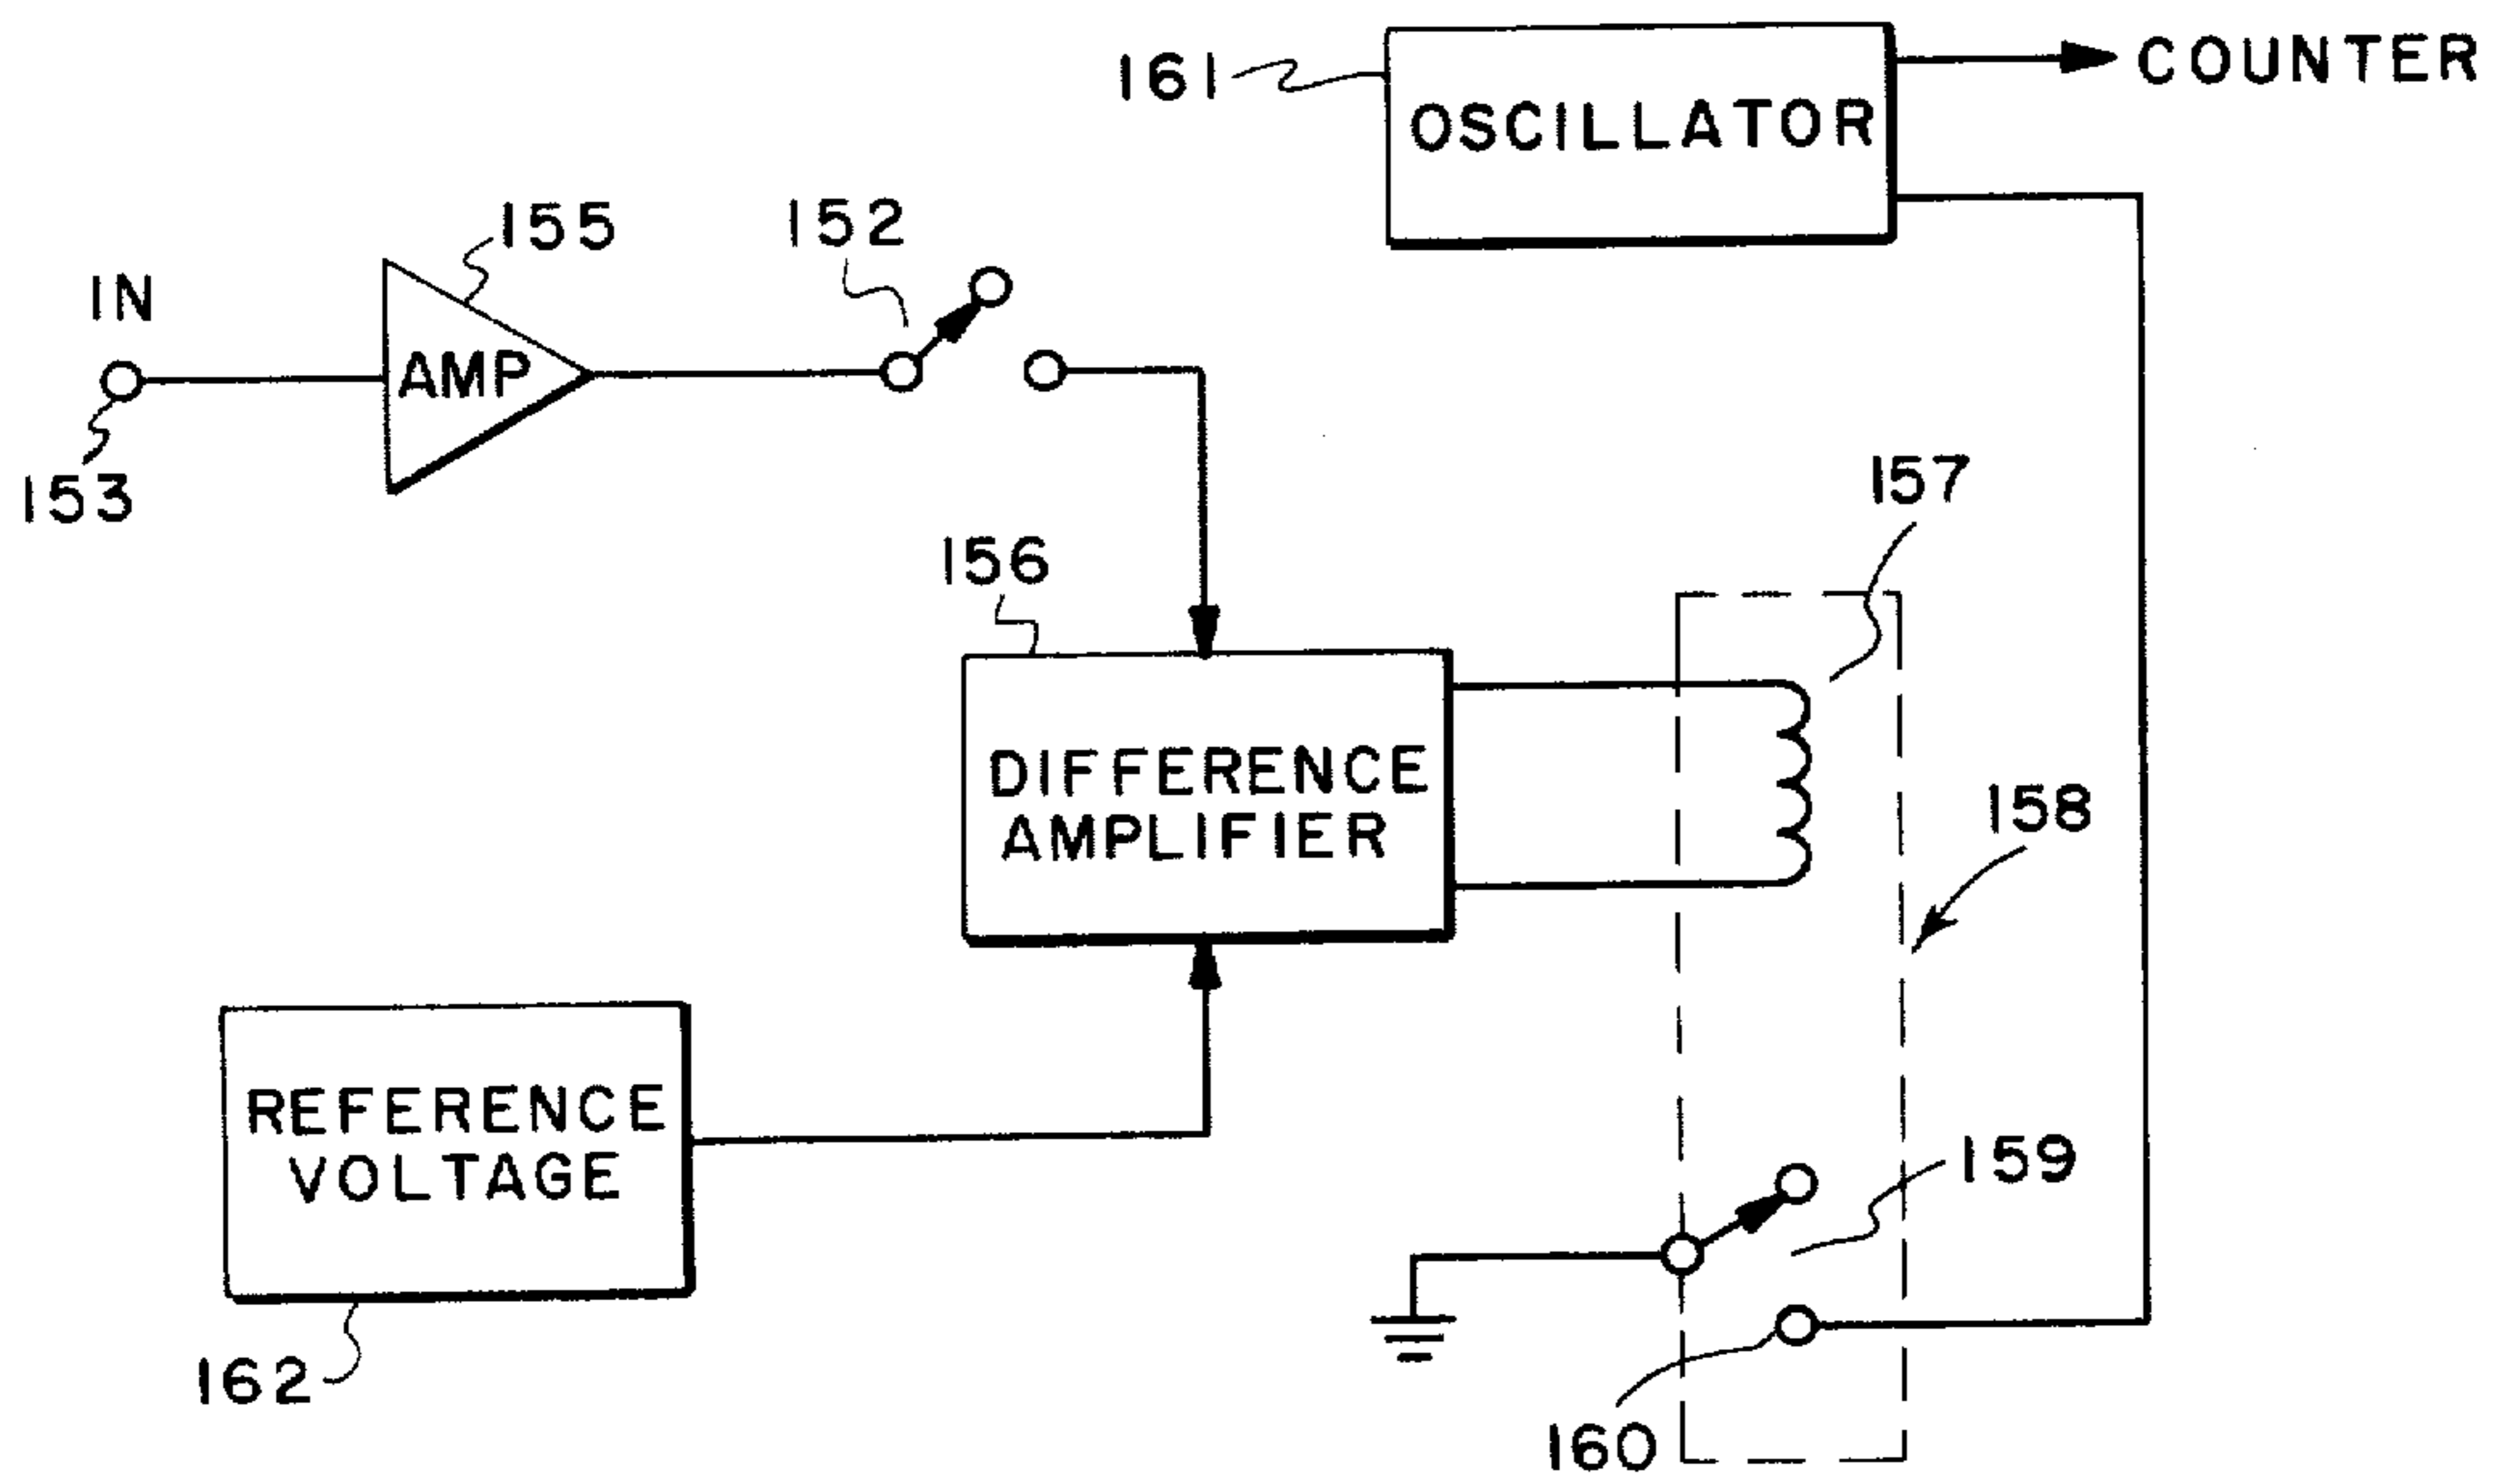 161
OSCILLATOR
COUNTER
155
152
IN
AMP
153
157
156
DIFFERENCE
AMPLIFIER
158
REFERENCE
VOLTAGE
159
162
160